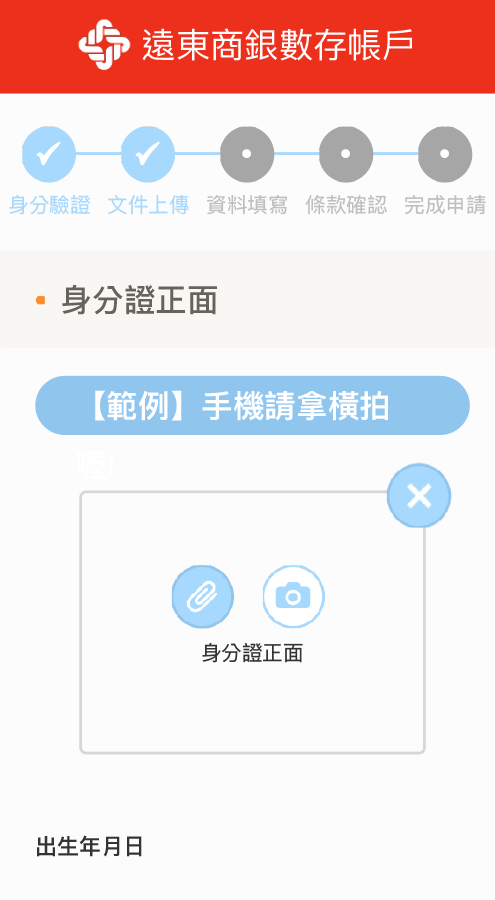 遠東商銀數存帳戶
身分驗證 文件上傳 資料填寫 條款確認 完成申請
身分證正面
【範例】手機請拿橫拍
喔!
身分證正面
出生年月日